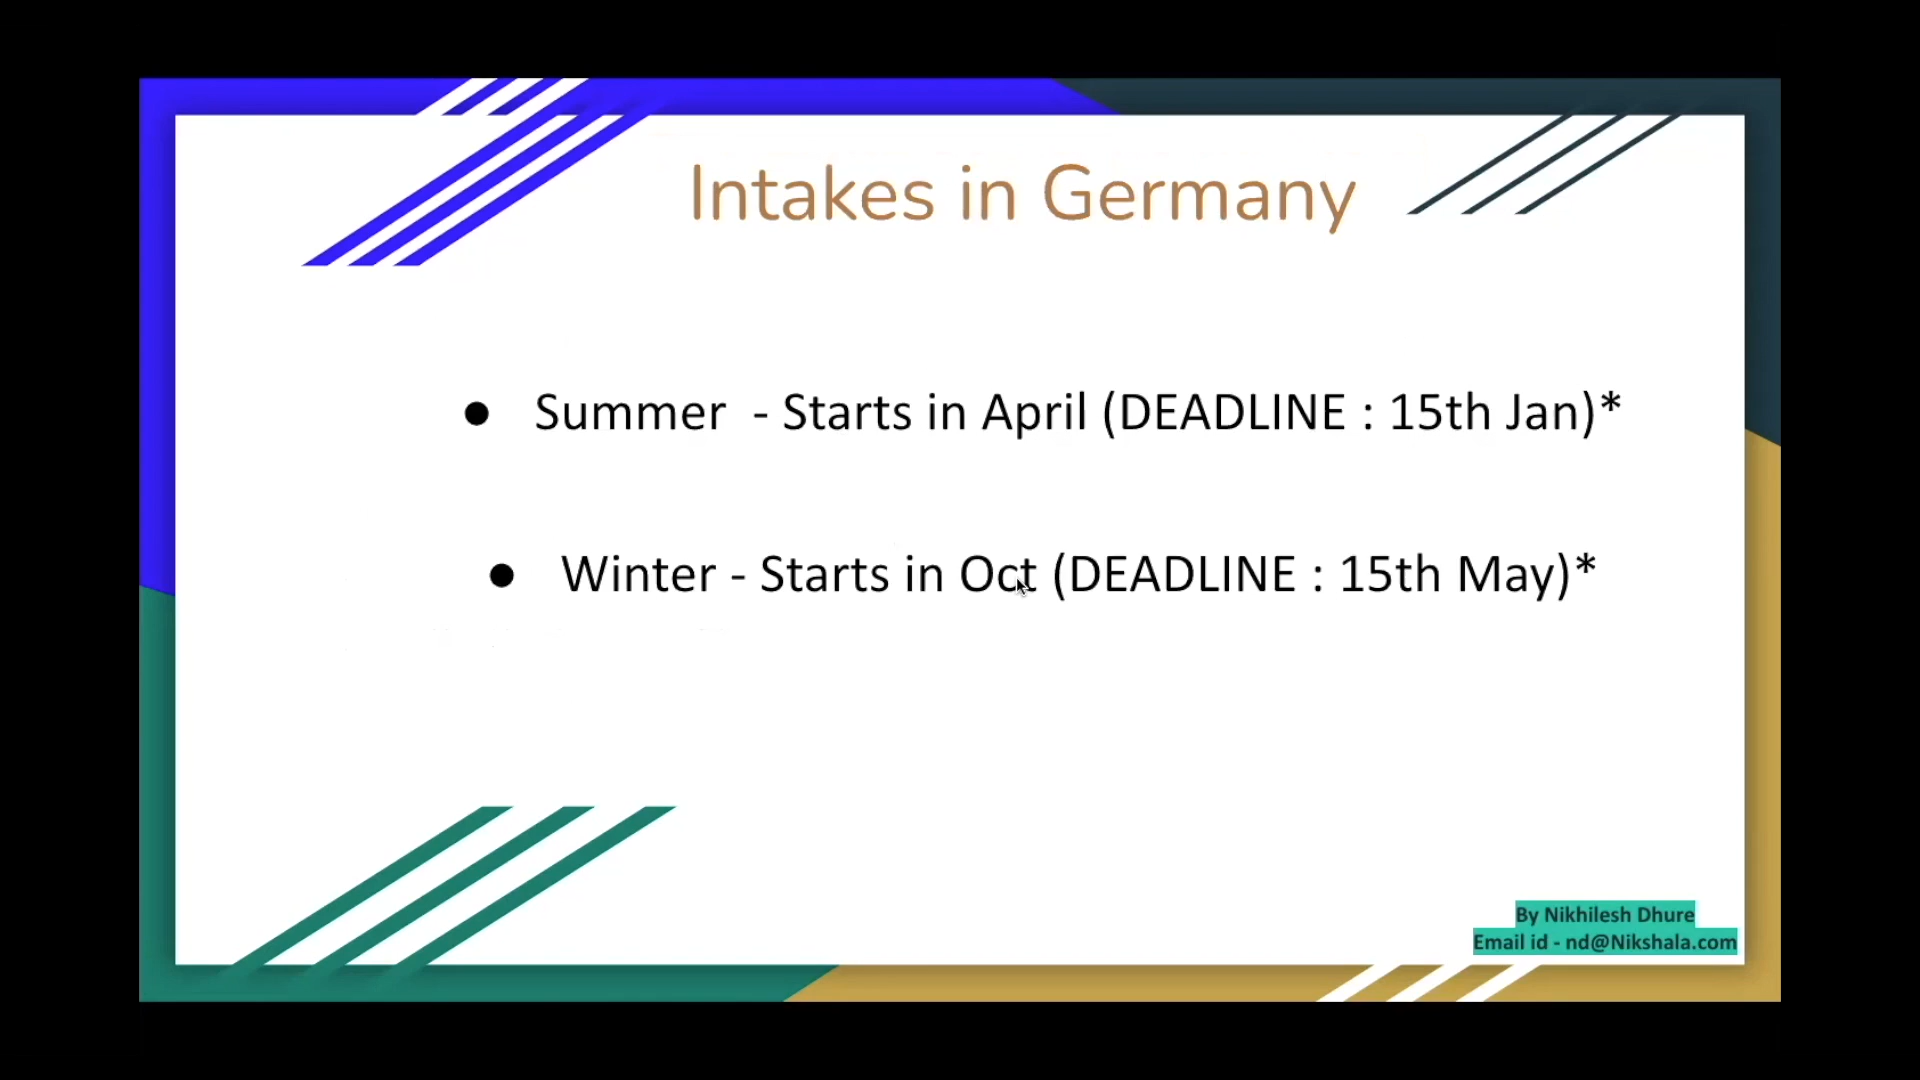 Intakes in Germany
● Summer - Starts in April (DEADLINE : 15th Jan)*
● Winter - Starts in Oct (DEADLINE : 15th May)*
By Nikhilesh Dhure
Email id - nd@Nikshala.com